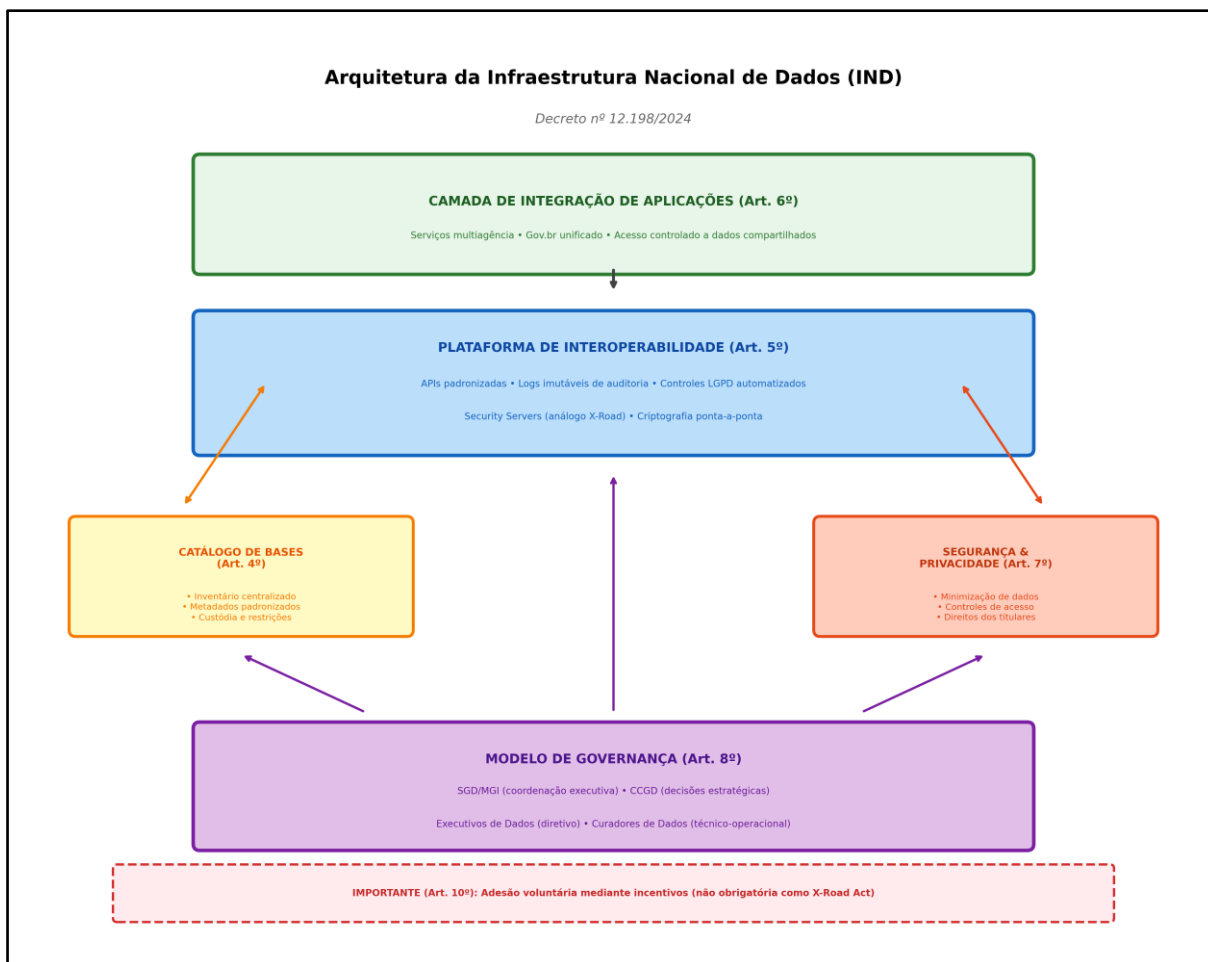 Arquitetura da Infraestrutura Nacional de Dados (IND)
Decreto nº 12.198/2024
CAMADA DE INTEGRAÇÃO DE APLICAÇÕES (Art. 6º)
Serviços multiagência • Gov.br unificado • Acesso controlado a dados compartilhados
PLATAFORMA DE INTEROPERABILIDADE (Art. 5º)
APIs padronizadas • Logs imutáveis de auditoria • Controles LGPD automatizados
Security Servers (análogo X-Road) • Criptografia ponta-a-ponta
CATÁLOGO DE BASES
(Art. 4º)
• Inventário centralizado
• Metadados padronizados
• Custódia e restrições
SEGURANÇA &
PRIVACIDADE (Art. 7º)
• Minimização de dados
• Controles de acesso
• Direitos dos titulares
MODELO DE GOVERNANÇA (Art. 8º)
SGD/MGI (coordenação executiva) • CCGD (decisões estratégicas)
Executivos de Dados (diretivo) • Curadores de Dados (técnico-operacional)
IMPORTANTE (Art. 10º): Adesão voluntária mediante incentivos (não obrigatória como X-Road Act)